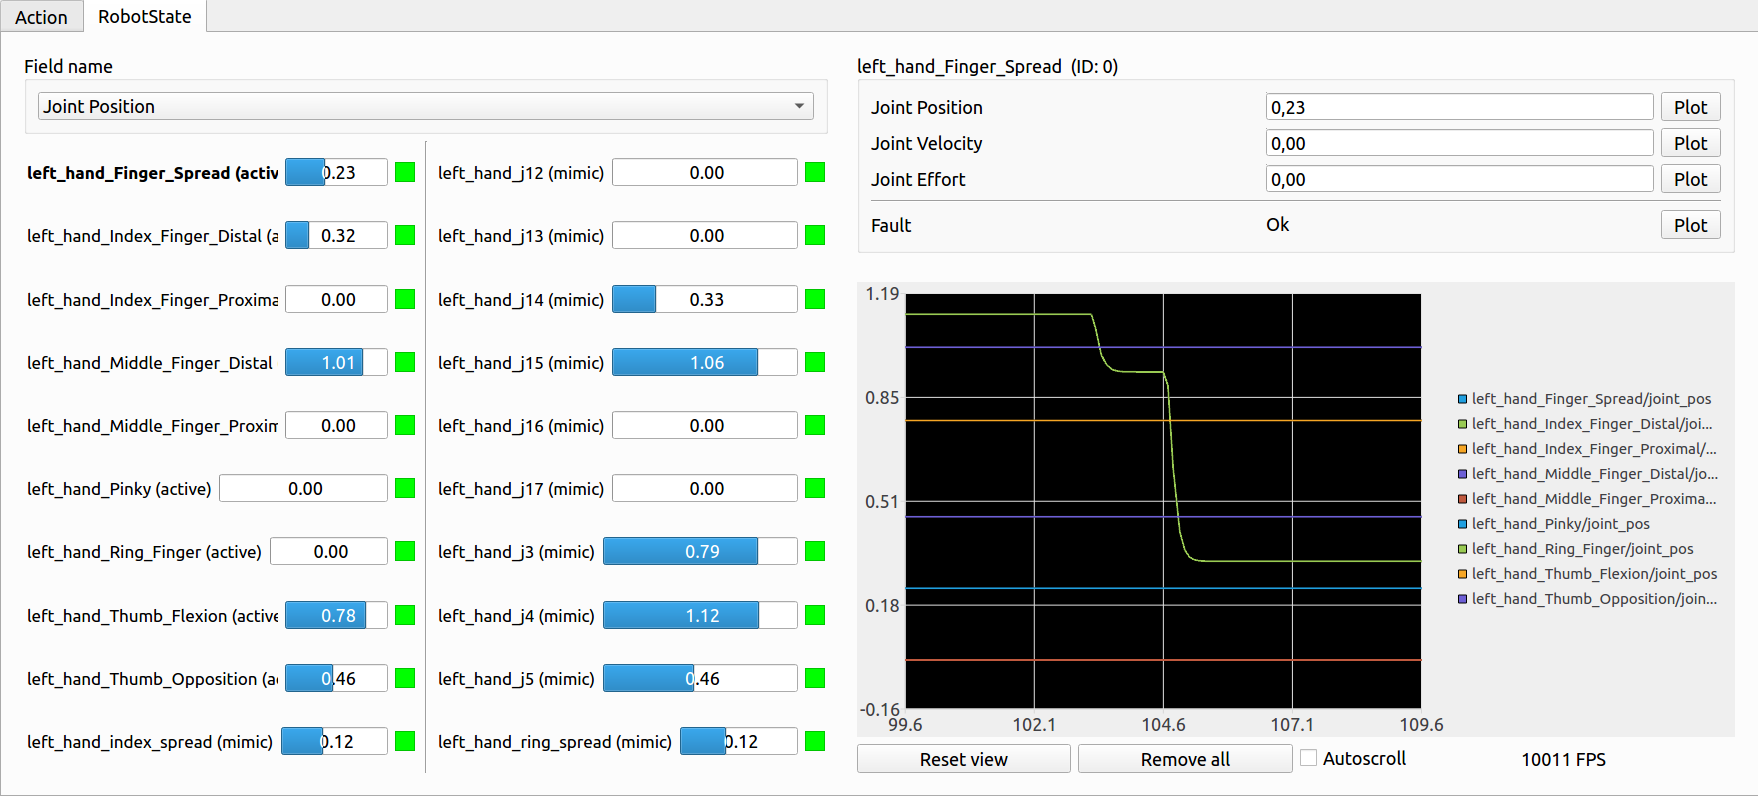 Action
RobotState
Field name
Joint Position
left_hand_Finger_Spread (activ
0.23
left_hand_Index_Finger_Distal (a
0.32
left_hand_Index_Finger_Proxima
0.00
left_hand_Middle_Finger_Distal
1.01
left_hand_Middle_Finger_Proxim
0.00
left_hand_Pinky (active)
0.00
left_hand_Ring_Finger (active)
0.00
left_hand_Thumb_Flexion (active
0.78
left_hand_Thumb_Opposition (a
0.46
left_hand_index_spread (mimic)
0.12
left_hand_j12 (mimic)
0.00
left_hand_j13 (mimic)
0.00
left_hand_j14 (mimic)
0.33
left_hand_j15 (mimic)
1.06
left_hand_j16 (mimic)
0.00
left_hand_j17 (mimic)
0.00
left_hand_j3 (mimic)
0.79
left_hand_j4 (mimic)
1.12
left_hand_j5 (mimic)
0.46
left_hand_ring_spread (mimic)
0.12
left_hand_Finger_Spread (ID: 0)
Joint Position
0,23
Plot
Joint Velocity
0,00
Plot
Joint Effort
0,00
Plot
Fault
Ok
Plot
1.19
0.85
0.51
0.18
-0.16
99.6
102.1
104.6
107.1
109.6
left_hand_Finger_Spread/joint_pos
left_hand_Index_Finger_Distal/joi...
left_hand_Index_Finger_Proximal/...
left_hand_Middle_Finger_Distal/jo...
left_hand_Middle_Finger_Proxima...
left_hand_Pinky/joint_pos
left_hand_Ring_Finger/joint_pos
left_hand_Thumb_Flexion/joint_pos
left_hand_Thumb_Opposition/join...
Reset view
Remove all
Autoscroll
10011 FPS